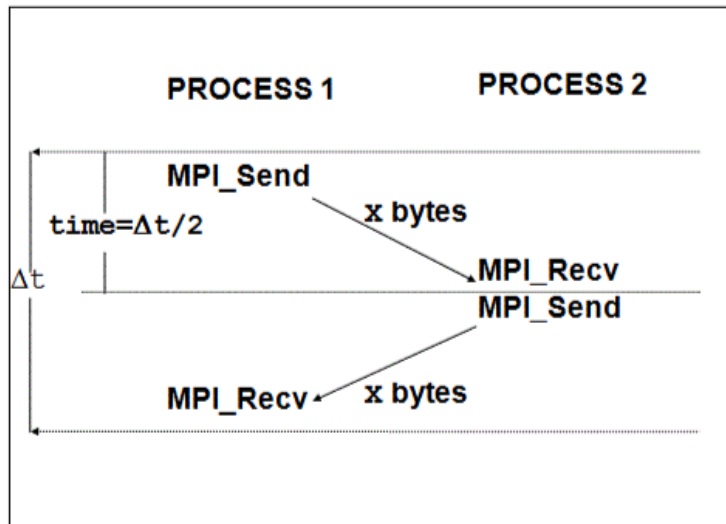 PROCESS 1
PROCESS 2
MPI_Send
x bytes
time=Δt/2
Δt
MPI_Recv
MPI_Send
MPI_Recv
x bytes